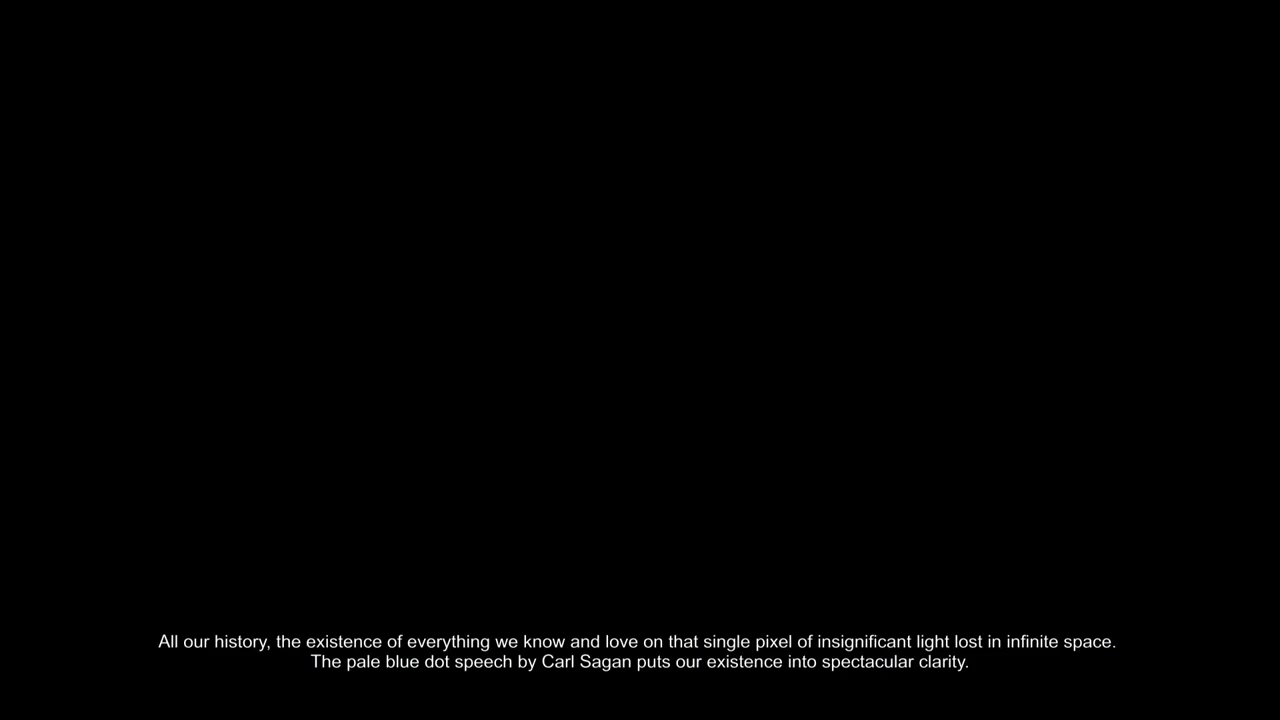 All our history, the existence of everything we know and love on that single pixel of insignificant light lost in infinite space.
The pale blue dot speech by Carl Sagan puts our existence into spectacular clarity.